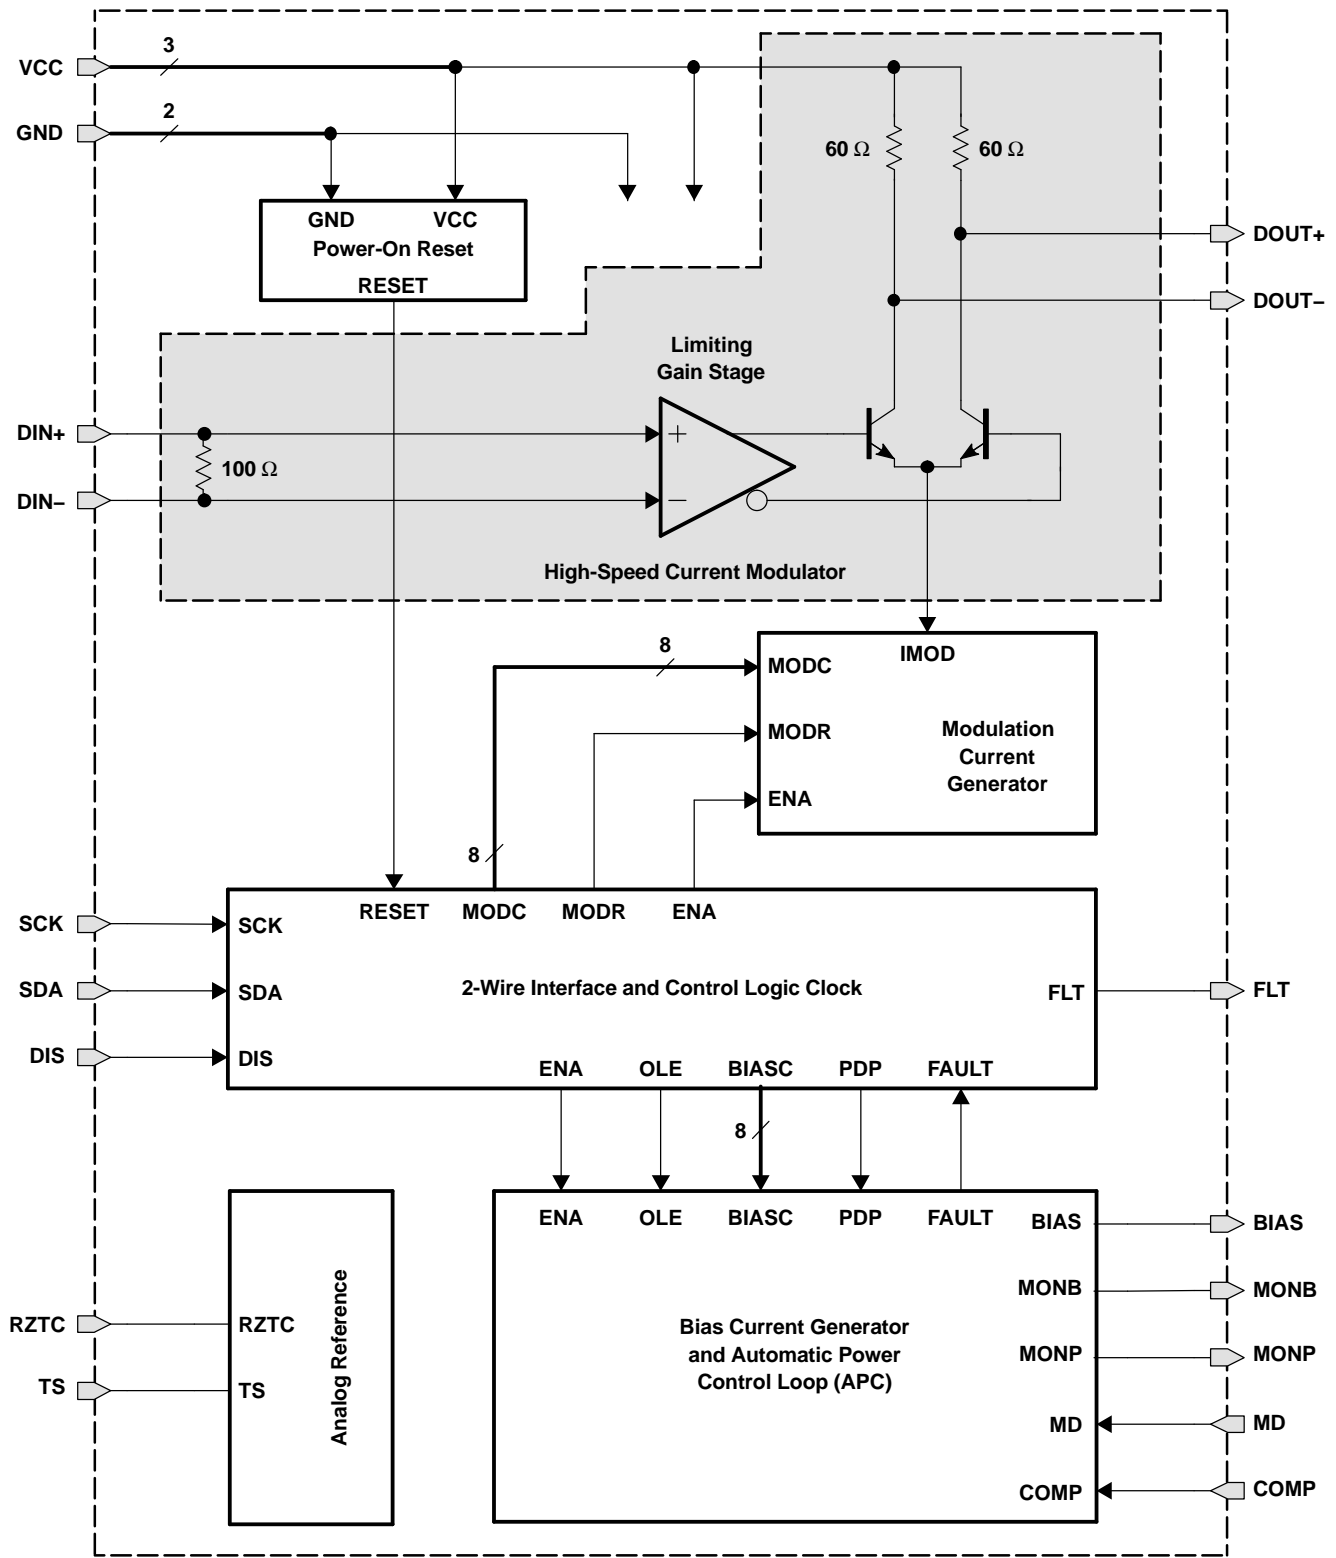 3
VCC
2
GND
60 Ω
60 Ω
GND VCC
Power-On Reset
RESET
DOUT+
DOUT–
Limiting
Gain Stage
DIN+
+
100 Ω
DIN–
–
High-Speed Current Modulator
8
IMOD
MODC
MODR
Modulation
Current
Generator
ENA
8
RESET MODC MODR ENA
SCK
SCK
SDA
SDA
2-Wire Interface and Control Logic Clock
FLT
FLT
DIS
DIS
ENA OLE BIASC PDP FAULT
8
ENA OLE BIASC PDP FAULT
BIAS
BIAS
MONB
MONB
RZTC
RZTC
Analog Reference
Bias Current Generator
and Automatic Power
Control Loop (APC)
MONP
MONP
TS
TS
MD
MD
COMP
COMP